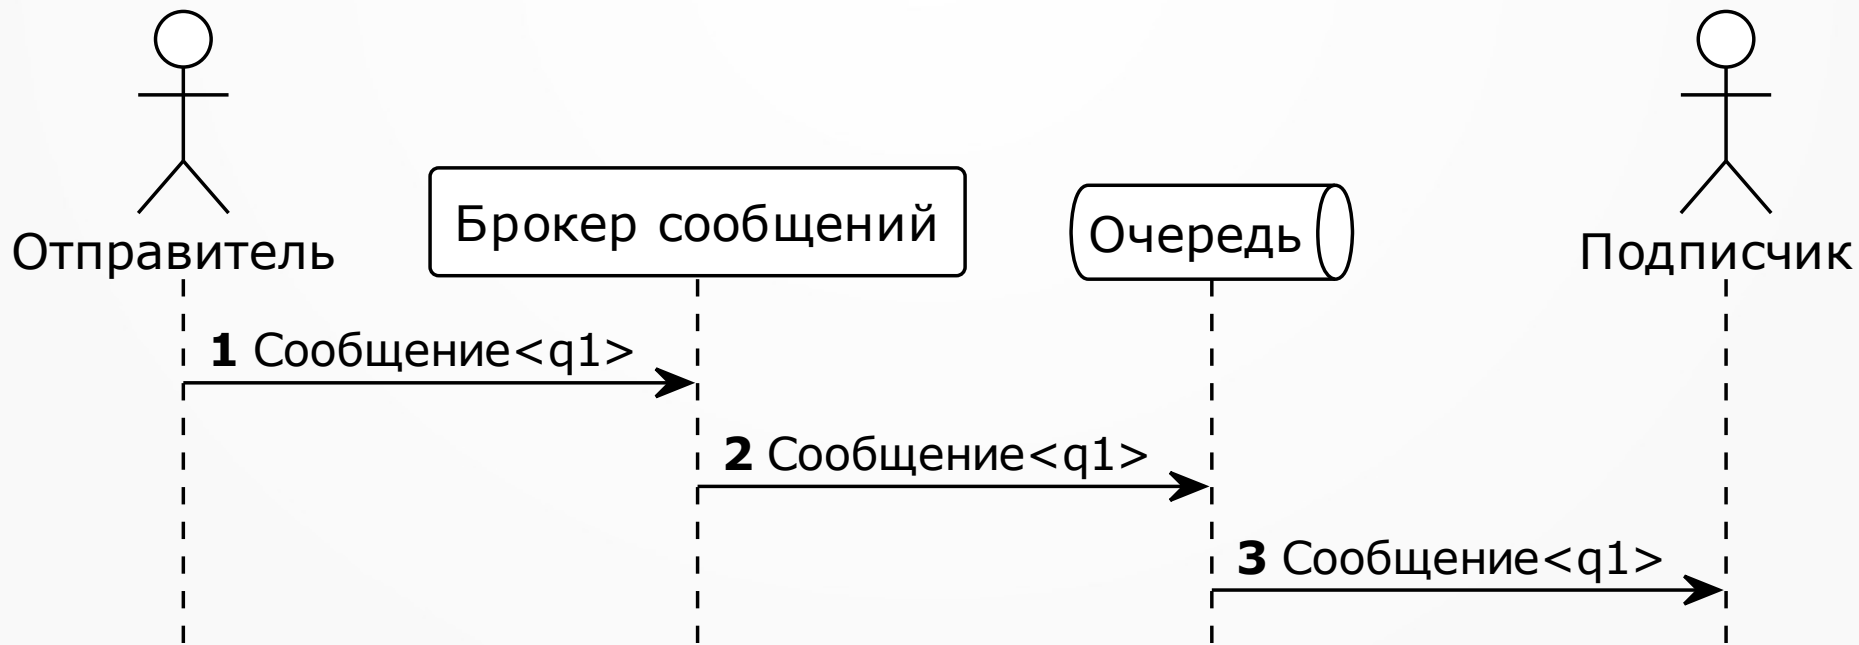 Отправитель
Брокер сообщений
Очередь
Подписчик
1 Сообщение<q1>
2 Сообщение<q1>
3 Сообщение<q1>